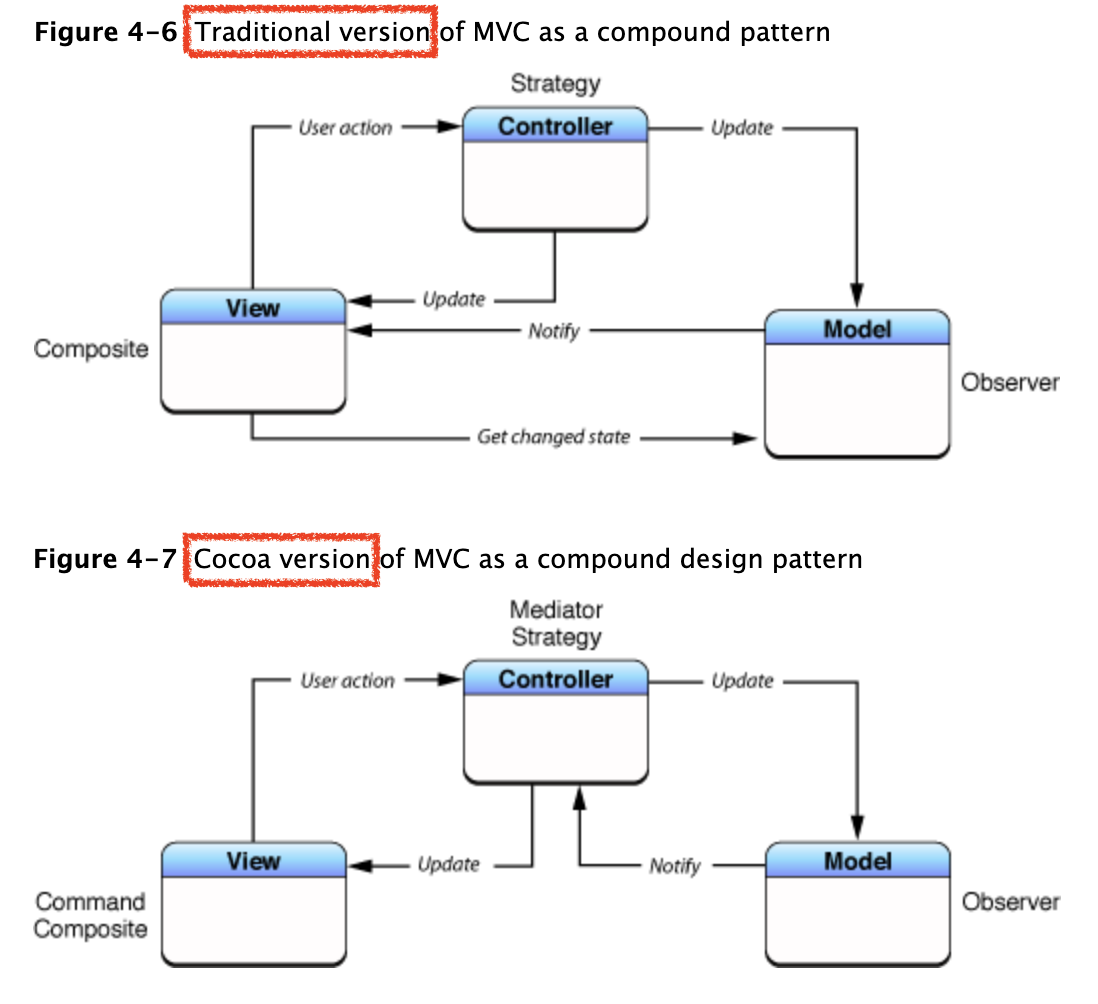 Figure 4-6 Traditional version of MVC as a compound pattern
Strategy
Controller
User action
Update
View
Update
Composite
Notify
Model
Observer
Get changed state
Figure 4-7 Cocoa version of MVC as a compound design pattern
Mediator
Strategy
Controller
User action
Update
View
Update
Notify
Model
Command
Composite
Observer